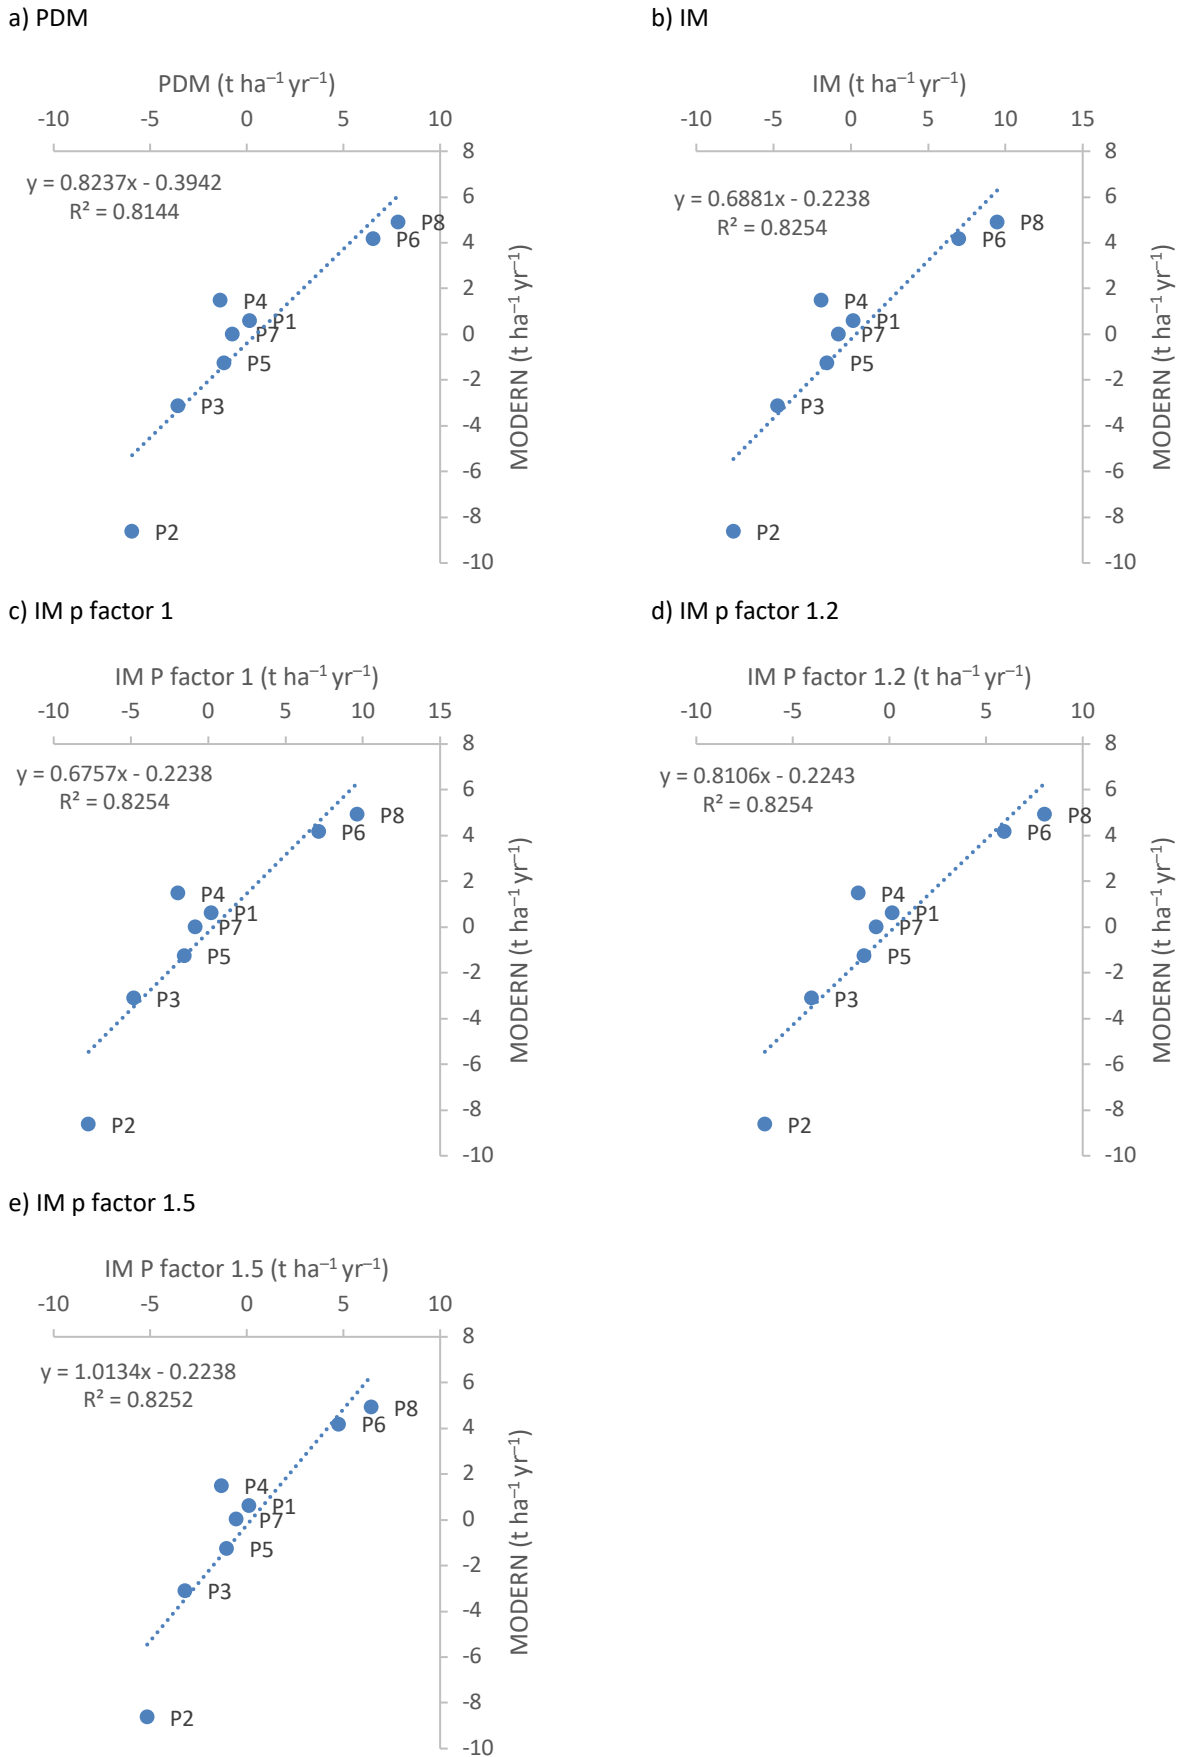 a) PDM
PDM (t ha⁻¹ yr⁻¹)
-10 -5 0 5 10
8
y = 0.8237x - 0.3942
R² = 0.8144
6
P8
P6
4
2
P4
P1
P7
0
P5
-2
P3
-4
-6
P2
-8
-10
MODERN (t ha⁻¹ yr⁻¹)
b) IM
IM (t ha⁻¹ yr⁻¹)
-10 -5 0 5 10 15
8
y = 0.6881x - 0.2238
R² = 0.8254
6
P8
P6
4
2
P4
P1
P7
0
P5
-2
P3
-4
-6
P2
-8
-10
MODERN (t ha⁻¹ yr⁻¹)
c) IM p factor 1
IM P factor 1 (t ha⁻¹ yr⁻¹)
-10 -5 0 5 10 15
8
y = 0.6757x - 0.2238
R² = 0.8254
6
P8
P6
4
2
P4
P1
P7
0
P5
-2
P3
-4
-6
P2
-8
-10
MODERN (t ha⁻¹ yr⁻¹)
d) IM p factor 1.2
IM P factor 1.2 (t ha⁻¹ yr⁻¹)
-10 -5 0 5 10
8
y = 0.8106x - 0.2243
R² = 0.8254
6
P8
P6
4
2
P4
P1
P7
0
P5
-2
P3
-4
-6
P2
-8
-10
MODERN (t ha⁻¹ yr⁻¹)
e) IM p factor 1.5
IM P factor 1.5 (t ha⁻¹ yr⁻¹)
-10 -5 0 5 10
8
y = 1.0134x - 0.2238
R² = 0.8252
6
P8
P6
4
2
P4
P1
P7
0
P5
-2
P3
-4
-6
P2
-8
-10
MODERN (t ha⁻¹ yr⁻¹)